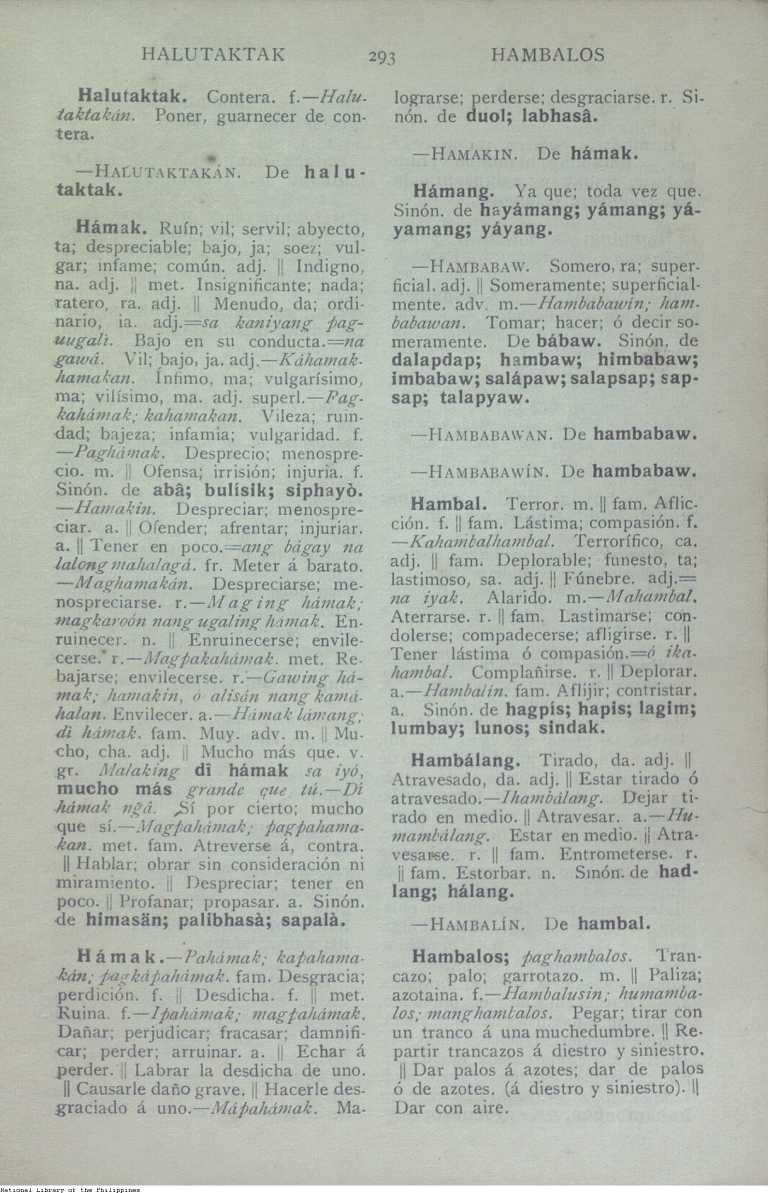 HALUTAKTAK 293 HAMBALOS
Halutaktak. Contera. f.—Halu-
taktakán. Poner, guarnecer de con-
tera.
—HALUTAKTAKÁN. De halu-
taktak.
Hámak. Ruín; vil; servil; abyecto,
ta; despreciable; bajo, ja; soez; vul-
gar; infame; común. adj. || Indigno,
na. adj. || met. Insignificante; nada;
ratero, ra. adj. || Menudo, da; ordi-
nario, ia. adj.=sa kaniyang pag-
uugali. Bajo en su conducta.=na
gawá. Vil; bajo, ja. adj.—Káhamak-
hamakan. Ínfimo, ma; vulgarísimo,
ma; vilísimo, ma. adj. superl.—Pag-
kahámak; kahamakan. Vileza; ruin-
dad; bajeza; infamia; vulgaridad. f.
—Paghámak. Desprecio; menospre-
cio. m. || Ofensa; irrisión; injuria. f.
Sinón. de abâ; bulísik; siphayò.
—Hamakin. Despreciar; menospre-
ciar. a. || Ofender; afrentar; injuriar.
a. || Tener en poco.=ang bágay na
lalong mahalagá. fr. Meter á barato.
—Maghamakán. Despreciarse; me-
nospreciarse. r.—Maging hámak;
magkaroón nang ugaling hámak. En-
ruinecer. n. || Enruinecerse; envile-
cerse. r.—Magpakahámak. met. Re-
bajarse; envilecerse. r.—Gawing há-
mak; hamakin, ó alisán nang kamá-
halan. Envilecer. a.—Hámak lámang;
dì hámak. fam. Muy. adv. m. || Mu-
cho, cha. adj. || Mucho más que. v.
gr. Malaking dì hámak sa iyó,
mucho más grande que tú.—Dì
hámak ngâ. Sí por cierto; mucho
que sí.—Magpahámak; pagpahama-
kan. met. fam. Atreverse á, contra.
|| Hablar; obrar sin consideración ni
miramiento. || Despreciar; tener en
poco. || Profanar; propasar. a. Sinón.
de himasän; palibhasà; sapalà.
Hámak.—Pahámak; kapahama-
kán; pagkápahámak. fam. Desgracia;
perdición. f. || Desdicha. f. || met.
Ruina. f.—Ipahámak; magpahámak.
Dañar; perjudicar; fracasar; damnifi-
car; perder; arruinar. a. || Echar á
perder. || Labrar la desdicha de uno.
|| Causarle daño grave. || Hacerle des-
graciado á uno.—Mápahámak. Ma-
lograrse; perderse; desgraciarse. r. Si-
nón. de duol; labhasâ.
—HAMAKIN. De hámak.
Hámang. Ya que; toda vez que.
Sinón. de hayámang; yámang; yá-
yamang; yáyang.
—HAMBABAW. Somero, ra; super-
ficial. adj. || Someramente; superficial-
mente. adv. m.—Hambabawin; ham-
babawan. Tomar; hacer; ó decir so-
meramente. De bábaw. Sinón. de
dalapdap; hambaw; himbabaw;
imbabaw; salápaw; salapsap; sap-
sap; talapyaw.
—HAMBABAWAN. De hambabaw.
—HAMBABAWÍN. De hambabaw.
Hambal. Terror. m. || fam. Aflic-
ción. f. || fam. Lástima; compasión. f.
—Kahambalhambal. Terrorífico, ca.
adj. || fam. Deplorable; funesto, ta;
lastimoso, sa. adj. || Fúnebre. adj.=
na iyak. Alarido. m.—Mahambal.
Aterrarse. r. || fam. Lastimarse; con-
dolerse; compadecerse; afligirse. r. ||
Tener lástima ó compasión.=ó ika-
hambal. Complañirse. r. || Deplorar.
a.—Hambalin. fam. Aflijir; contristar.
a. Sinón. de hagpis; hapis; lagim;
lumbay; lunos; sindak.
Hambálang. Tirado, da. adj. ||
Atravesado, da. adj. || Estar tirado ó
atravesado.—Ihambálang. Dejar ti-
rado en medio. || Atravesar. a.—Hu-
mambálang. Estar en medio. || Atra-
vesarse. r. || fam. Entrometerse. r.
|| fam. Estorbar. n. Sinón. de had-
lang; hálang.
—HAMBALÍN. De hambal.
Hambalos; paghambalos. Tran-
cazo; palo; garrotazo. m. || Paliza;
azotaina. f.—Hambalusin; humamba-
los; manghambalos. Pegar; tirar con
un tranco á una muchedumbre. || Re-
partir trancazos á diestro y siniestro.
|| Dar palos á azotes; dar de palos
ó de azotes. (á diestro y siniestro). ||
Dar con aire.
National Library of the Philippines